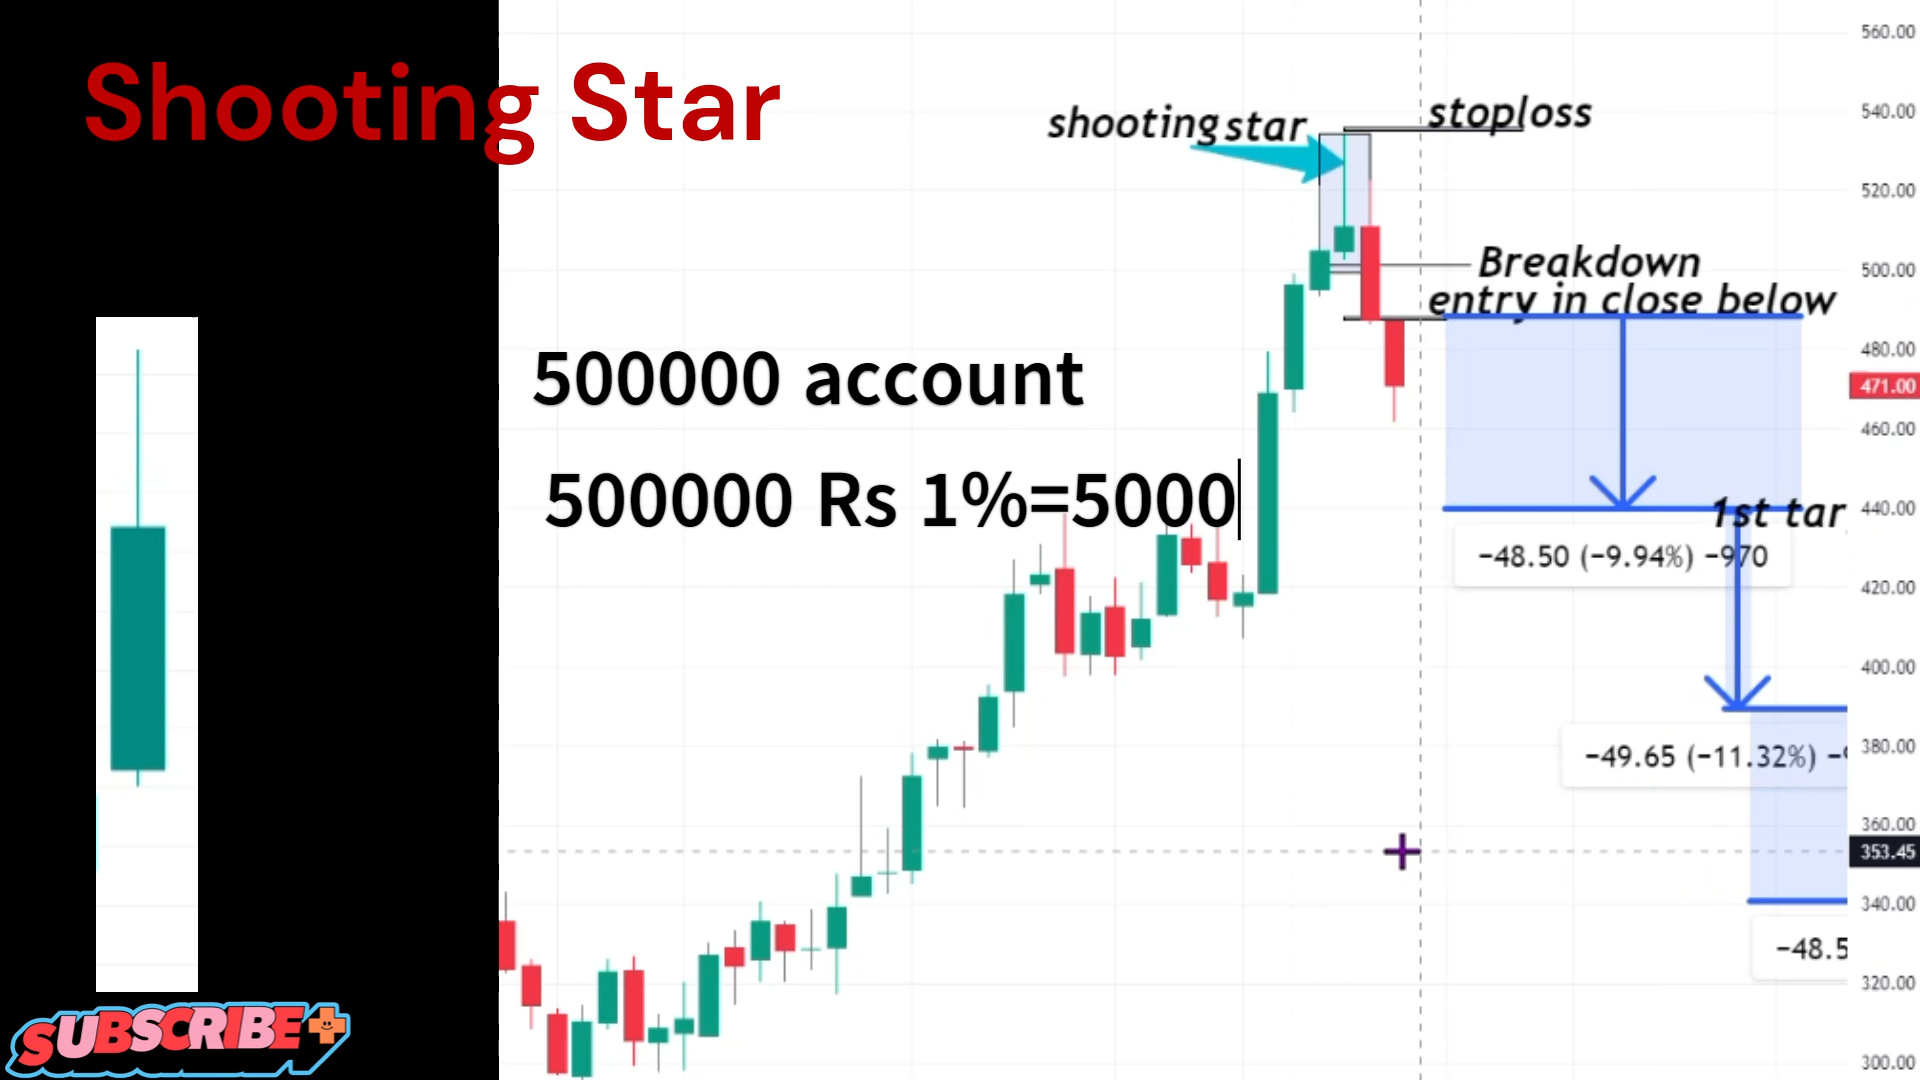 Shooting Star
shooting star
stoploss
Breakdown
entry in close below
500000 account
500000 Rs 1%=5000
1st tar
−48.50 (−9.94%) −970
−49.65 (−11.32%) −
−48.5
560.00
540.00
520.00
500.00
480.00
471.00
460.00
440.00
420.00
400.00
380.00
360.00
353.45
340.00
320.00
300.00
SUBSCRIBE